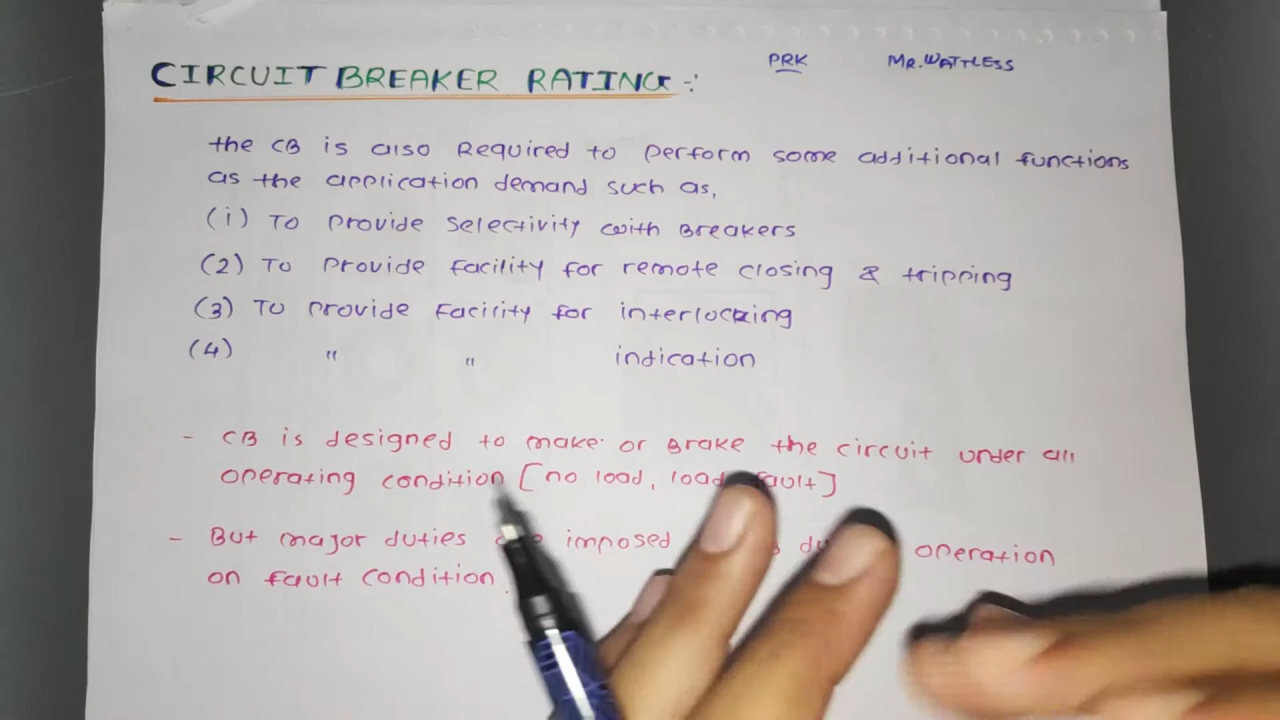 CIRCUIT BREAKER RATING :-
PRK
MR. WATTLESS
the CB is also Required to perform some additional functions
as the application demand such as,
(i) To provide selectivity with Breakers
(2) To provide facility for remote closing & tripping
(3) To provide facility for interlocking
(4) " " indication
- CB is designed to make or Brake the circuit under all
operating condition [no load, load, fault]
- But major duties imposed operation
on fault condition.